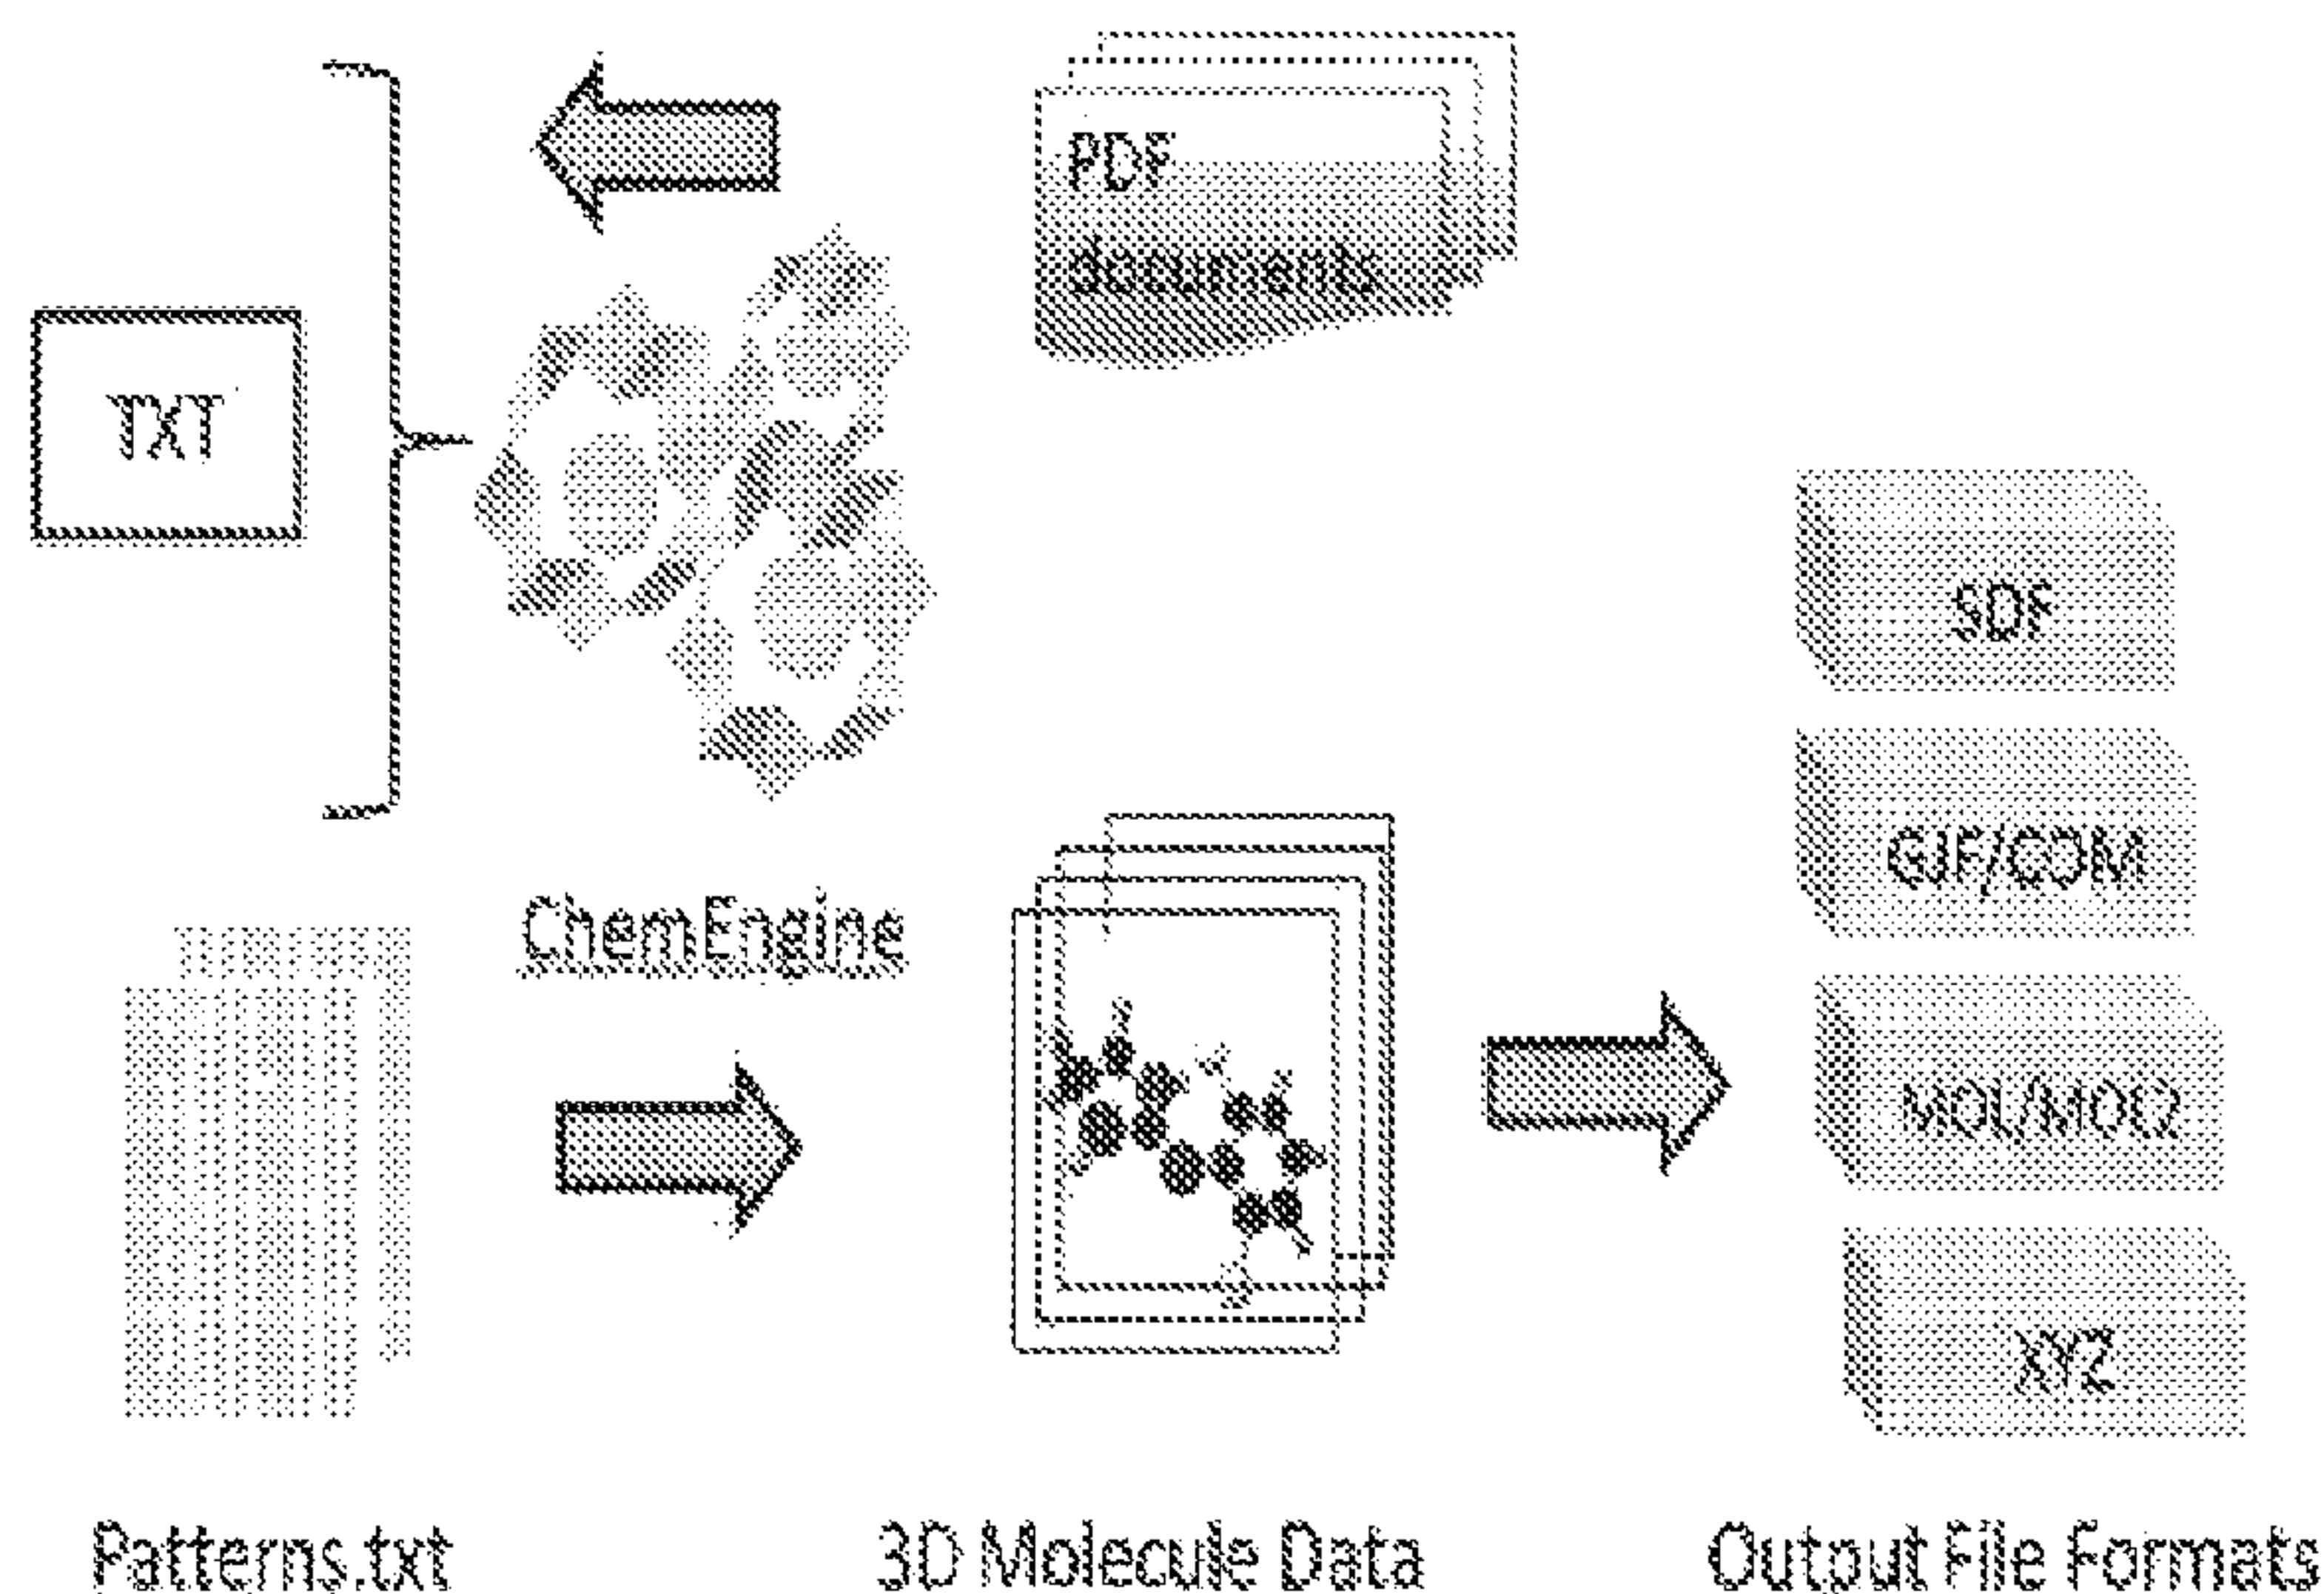 PDF
documents
TXT
SDF
GJF/COM
ChemEngine
MOL/MOL2
XYZ
Patterns.txt
3D Molecule Data
Output File Formats